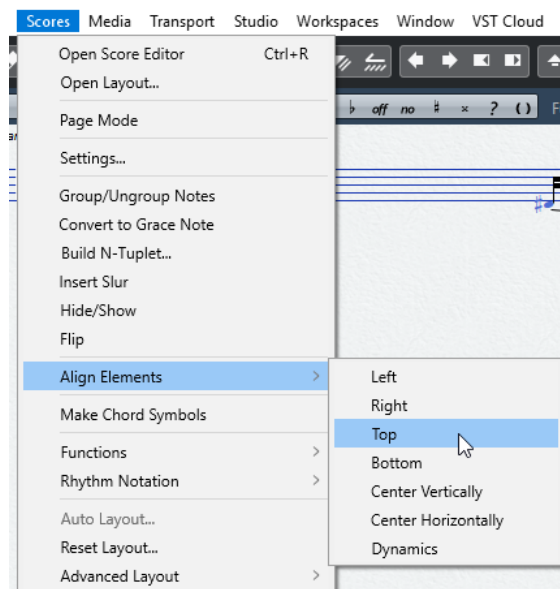 Scores Media Transport Studio Workspaces Window VST Cloud
Open Score Editor Ctrl+R
Open Layout...
off no ? ( ) F
Page Mode
Settings...
Group/Ungroup Notes
Convert to Grace Note
Build N-Tuplet...
Insert Slur
Hide/Show
Flip
Align Elements
Left
Right
Make Chord Symbols
Top
Functions
Bottom
Rhythm Notation
Center Vertically
Auto Layout...
Center Horizontally
Reset Layout...
Dynamics
Advanced Layout